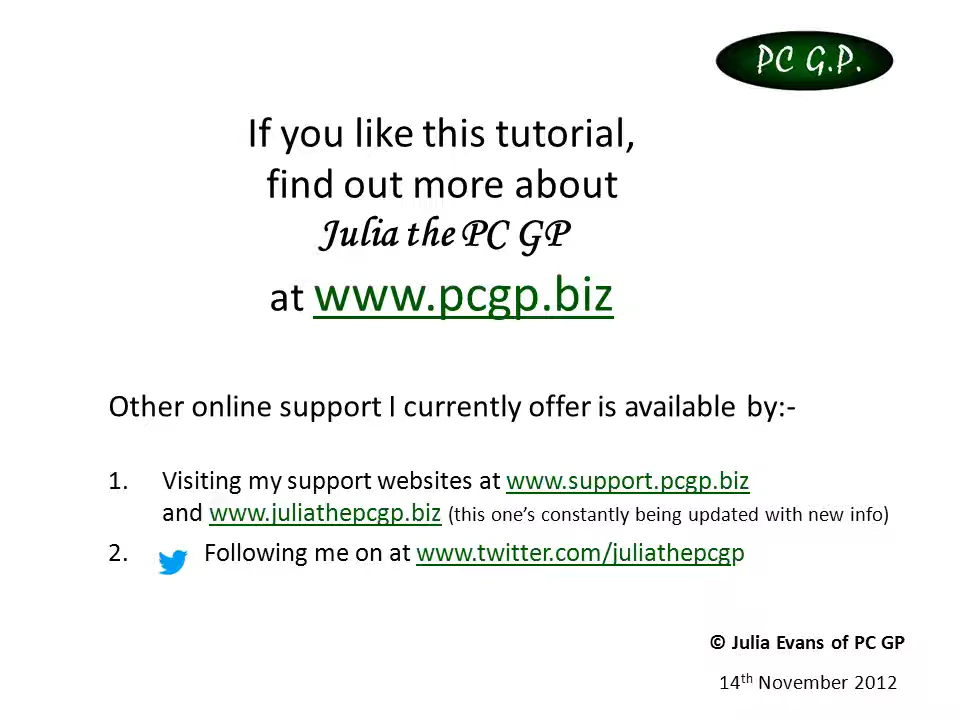 PC G.P.
If you like this tutorial,
find out more about
Julia the PC GP
at www.pcgp.biz
Other online support I currently offer is available by:-
1. Visiting my support websites at www.support.pcgp.biz
and www.juliathepcgp.biz (this one’s constantly being updated with new info)
2. Following me on at www.twitter.com/juliathepcgp
© Julia Evans of PC GP
14th November 2012